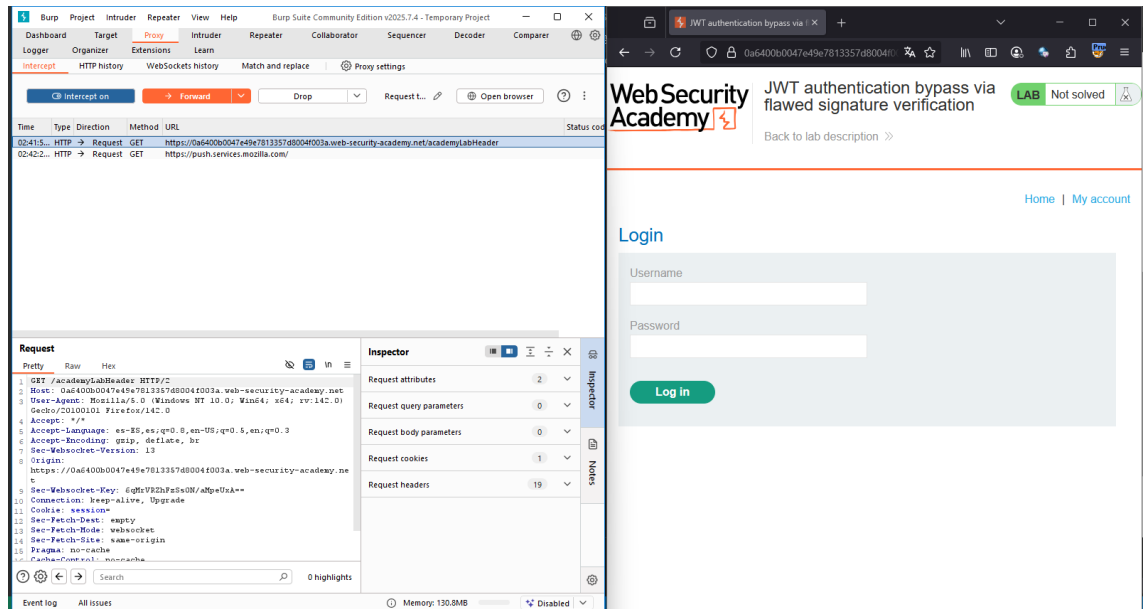 Burp Project Intruder Repeater View Help Burp Suite Community Edition v2025.7.4 - Temporary Project
Dashboard Target Proxy Intruder Repeater Collaborator Sequencer Decoder Comparer
Logger Organizer Extensions Learn
Intercept HTTP history WebSockets history Match and replace Proxy settings
Intercept on Forward Drop Request t... Open browser
Time Type Direction Method URL Status cod
02:41:5... HTTP → Request GET https://0a6400b0047e49e7813357d8004f003a.web-security-academy.net/academyLabHeader
02:42:2... HTTP → Request GET https://push.services.mozilla.com/
Request
Pretty Raw Hex
\n
1 GET /academyLabHeader HTTP/2
2 Host: 0a6400b0047e49e7813357d8004f003a.web-security-academy.net
3 User-Agent: Mozilla/5.0 (Windows NT 10.0; Win64; x64; rv:142.0)
Gecko/20100101 Firefox/142.0
4 Accept: */*
5 Accept-Language: es-ES,es;q=0.8,en-US;q=0.5,en;q=0.3
6 Accept-Encoding: gzip, deflate, br
7 Sec-Websocket-Version: 13
8 Origin:
https://0a6400b0047e49e7813357d8004f003a.web-security-academy.ne
t
9 Sec-Websocket-Key: 6qMrVRZhFzSs0N/aMpeUxA==
10 Connection: keep-alive, Upgrade
11 Cookie: session=
12 Sec-Fetch-Dest: empty
13 Sec-Fetch-Mode: websocket
14 Sec-Fetch-Site: same-origin
15 Pragma: no-cache
Cache-Control: no-cache
Search 0 highlights
Inspector
Request attributes 2
Request query parameters 0
Request body parameters 0
Request cookies 1
Request headers 19
Inspector
Notes
Event log All issues Memory: 130.8MB Disabled
JWT authentication bypass via f
0a6400b0047e49e7813357d8004f0
WebSecurity
Academy
JWT authentication bypass via
flawed signature verification
Back to lab description
LAB Not solved
Home | My account
Login
Username
Password
Log in